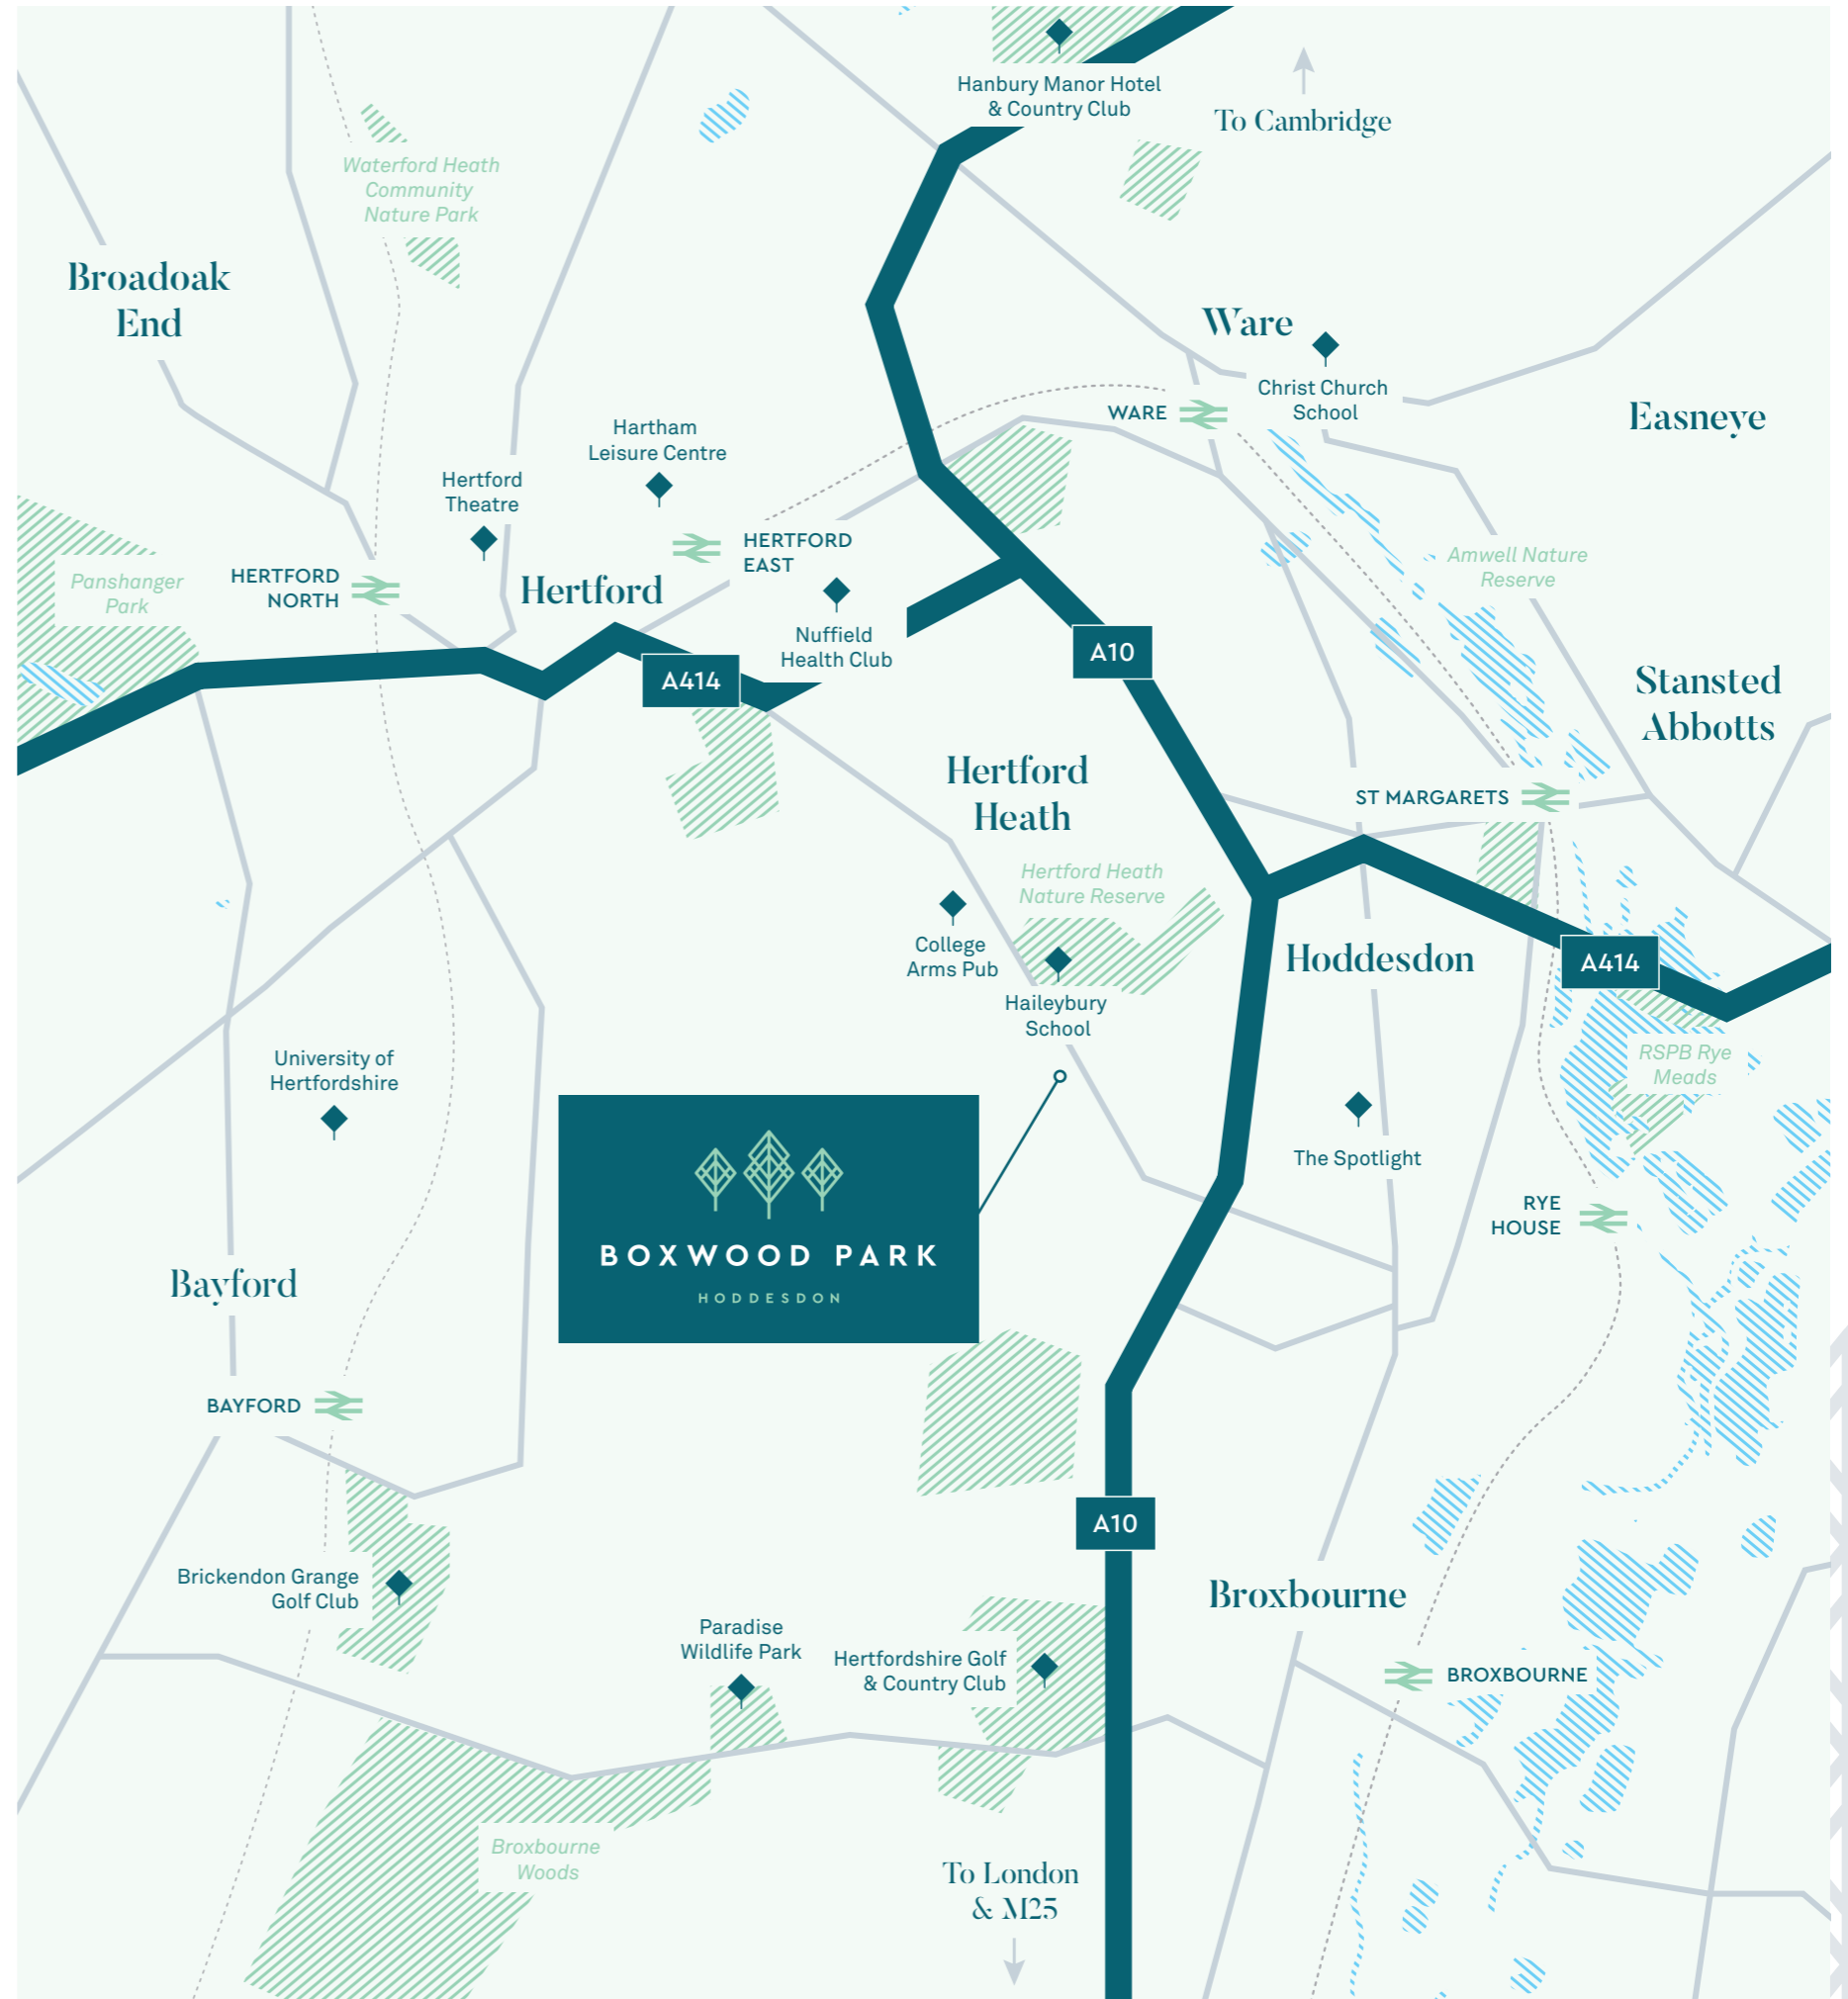 Hanbury Manor Hotel
& Country Club
To Cambridge
Waterford Heath
Community
Nature Park
Broadoak
End
Ware
Christ Church
School
WARE
Easneye
Hartham
Leisure Centre
Hertford
Theatre
HERTFORD
EAST
Amwell Nature
Reserve
Panshanger
Park
HERTFORD
NORTH
Hertford
Nuffield
Health Club
A10
A414
Stansted
Abbotts
Hertford
Heath
ST MARGARETS
Hertford Heath
Nature Reserve
College
Arms Pub
Hoddesdon
A414
Haileybury
School
RSPB Rye
Meads
University of
Hertfordshire
The Spotlight
RYE
HOUSE
BOXWOOD PARK
HODDESDON
Bayford
BAYFORD
A10
Brickendon Grange
Golf Club
Broxbourne
Paradise
Wildlife Park
Hertfordshire Golf
& Country Club
BROXBOURNE
Broxbourne
Woods
To London
& M25